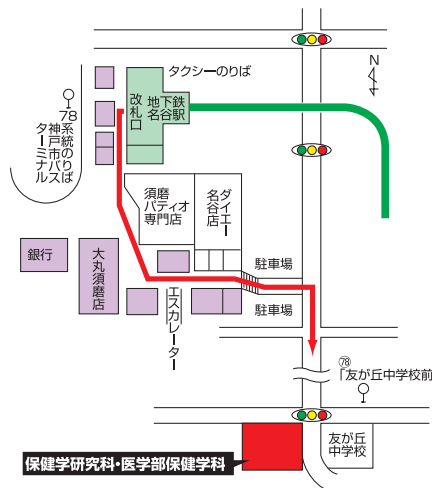 タクシーのりば
N
改札口
地下鉄
名谷駅
78
系統のりば
神戸市バス
ターミナル
須磨
パティオ
専門店
ダイエー
名谷店
銀行
大丸須磨店
駐車場
エスカレーター
駐車場
78
「友が丘中学校前
友が丘
中学校
保健学研究科・医学部保健学科